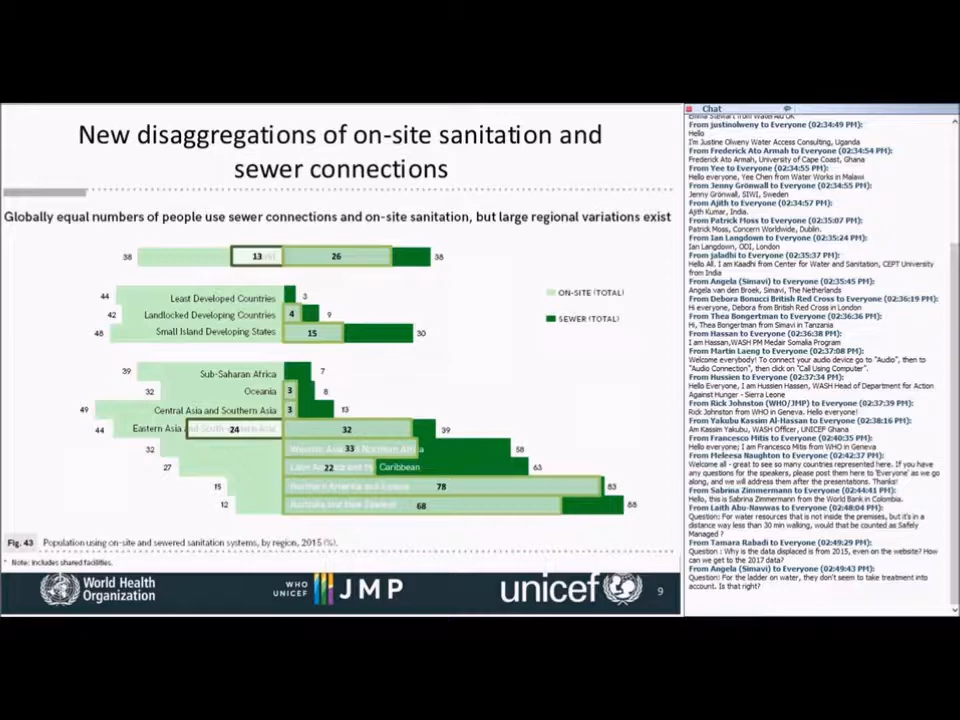 New disaggregations of on-site sanitation and
sewer connections
Globally equal numbers of people use sewer connections and on-site sanitation, but large regional variations exist
38 13 26 38
44 Least Developed Countries 3
42 Landlocked Developing Countries 4 9
48 Small Island Developing States 15 30
ON-SITE (TOTAL)
SEWER (TOTAL)
39 Sub-Saharan Africa 7
32 Oceania 3 8
49 Central Asia and Southern Asia 3 13
44 Eastern Asia and South-eastern Asia 24 32 39
32 Western Asia and Northern Africa 33 58
27 Latin America and the Caribbean 22 63
15 Northern America and Europe 78 83
12 Australia and New Zealand 68 88
Fig. 43 Population using on-site and sewered sanitation systems, by region, 2015 (%).
* Note: includes shared facilities.
World Health
Organization
WHO
UNICEF
JMP
unicef
9
Chat
Emma Stewart from WaterAid UK
From justinolweny to Everyone (02:34:49 PM):
Hello
I'm Justine Olweny Water Access Consulting, Uganda
From Frederick Ato Armah to Everyone (02:34:54 PM):
Frederick Ato Armah, University of Cape Coast, Ghana
From Yee to Everyone (02:34:55 PM):
Hello everyone, Yee Chen from Water Works in Malawi
From Jenny Grönwall to Everyone (02:34:55 PM):
Jenny Grönwall, SIWI, Sweden
From Ajith to Everyone (02:34:57 PM):
Ajith Kumar, India.
From Patrick Moss to Everyone (02:35:07 PM):
Patrick Moss, Concern Worldwide, Dublin.
From Ian Langdown to Everyone (02:35:24 PM):
Ian Langdown, ODI, London
From jaladhi to Everyone (02:35:37 PM):
Hello All. I am Kaadhi from Center for Water and Sanitation, CEPT University
from India
From Angela (Simavi) to Everyone (02:35:45 PM):
Angela van den Broek, Simavi, The Netherlands
From Debora Bonucci British Red Cross to Everyone (02:36:19 PM):
Hi everyone, Debora from British Red Cross in London
From Thea Bongertman to Everyone (02:36:36 PM):
Hi, Thea Bongertman from Simavi in Tanzania
From Hassan to Everyone (02:36:38 PM):
I am Hassan,WASH PM Medair Somalia Program
From Martin Laeng to Everyone (02:37:08 PM):
Welcome everybody! To connect your audio device go to "Audio", then to
"Audio Connection", then click on "Call Using Computer".
From Hussien to Everyone (02:37:34 PM):
Hello Everyone, I am Hussien Hassen, WASH Head of Department for Action
Against Hunger - Sierra Leone
From Rick Johnston (WHO/JMP) to Everyone (02:37:39 PM):
Rick Johnston from WHO in Geneva. Hello everyone!
From Yakubu Kassim Al-Hassan to Everyone (02:38:16 PM):
Am Kassim Yakubu, WASH Officer, UNICEF Ghana
From Francesco Mitis to Everyone (02:40:35 PM):
Hello everyone; I am Francesco Mitis from WHO in Geneva
From Meleesa Naughton to Everyone (02:42:37 PM):
Welcome all - great to see so many countries represented here. If you have
any questions for the speakers, please post them here to 'Everyone' as we go
along, and we will address them after the presentations. Thanks!
From Sabrina Zimmermann to Everyone (02:44:41 PM):
Hello, this is Sabrina Zimmerman from the World Bank in Colombia.
From Laith Abu-Nawwas to Everyone (02:48:04 PM):
Question: For water resources that is not inside the premises, but it's in a
distance way less than 30 min walking, would that be counted as Safely
Managed ?
From Tamara Rabadi to Everyone (02:49:29 PM):
Question : Why is the data displaced is from 2015, even on the website? How
can we get to the 2017 data?
From Angela (Simavi) to Everyone (02:49:43 PM):
Question: For the ladder on water, they don't seem to take treatment into
account. Is that right?